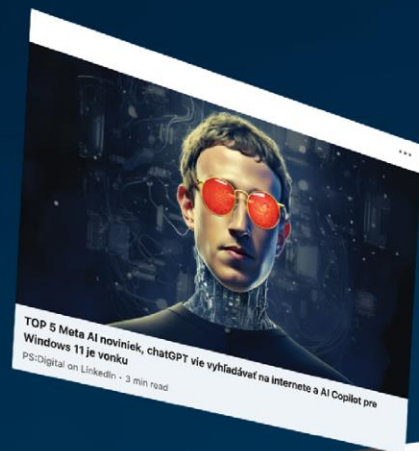 TOP 5 Meta AI noviniek, chatGPT vie vyhľadávať na internete a AI Copilot pre
Windows 11 je vonku
PS:Digital on LinkedIn • 3 min read